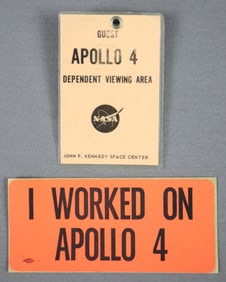 GUEST
APOLLO 4
DEPENDENT VIEWING AREA
NASA
JOHN F. KENNEDY SPACE CENTER
I WORKED ON
APOLLO 4